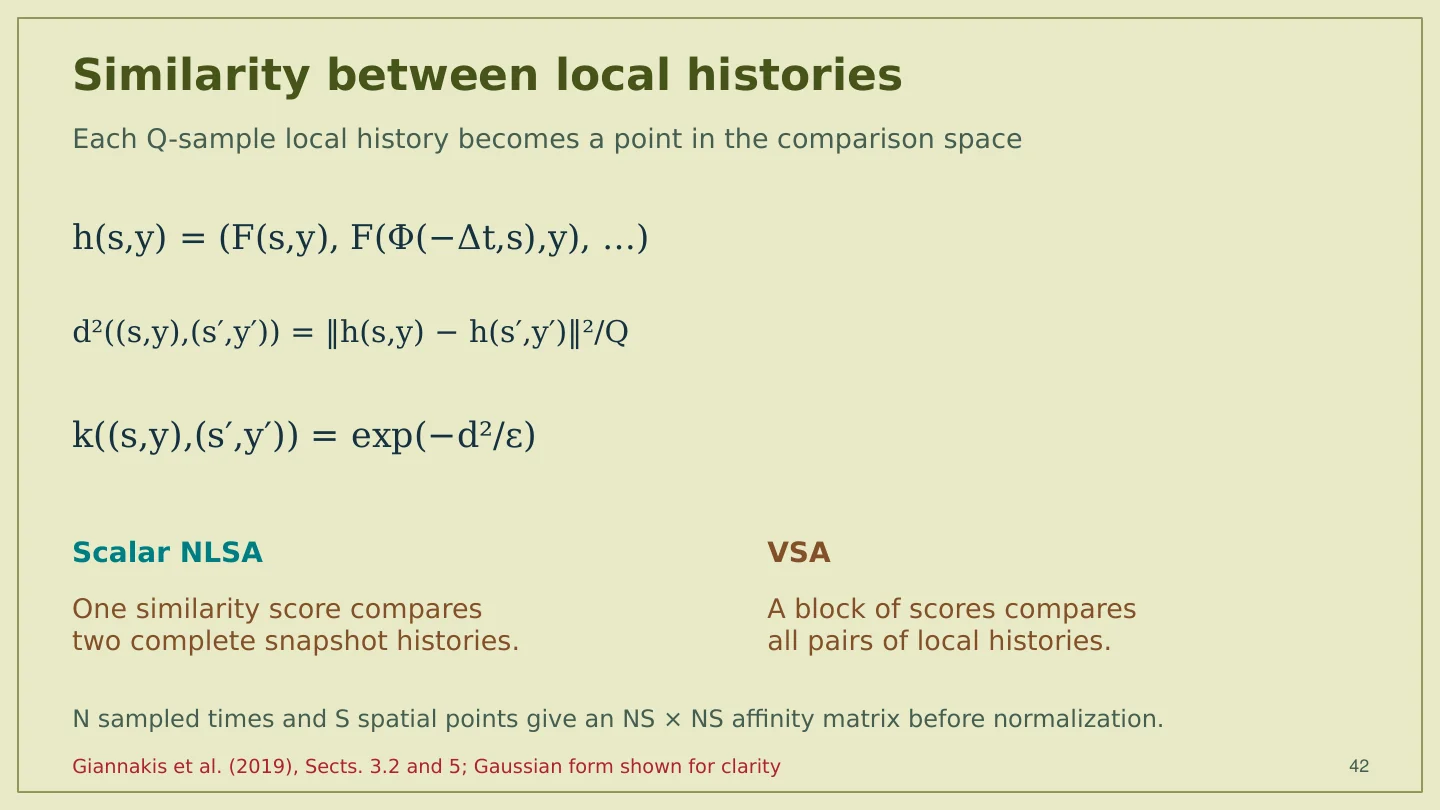 Similarity between local histories
Each Q-sample local history becomes a point in the comparison space
h(s,y) = (F(s,y), F(Φ(−Δt,s),y), …)
d²((s,y),(s′,y′)) = ‖h(s,y) − h(s′,y′)‖²/Q
k((s,y),(s′,y′)) = exp(−d²/ε)
Scalar NLSA
One similarity score compares
two complete snapshot histories.
VSA
A block of scores compares
all pairs of local histories.
N sampled times and S spatial points give an NS × NS affinity matrix before normalization.
Giannakis et al. (2019), Sects. 3.2 and 5; Gaussian form shown for clarity
42